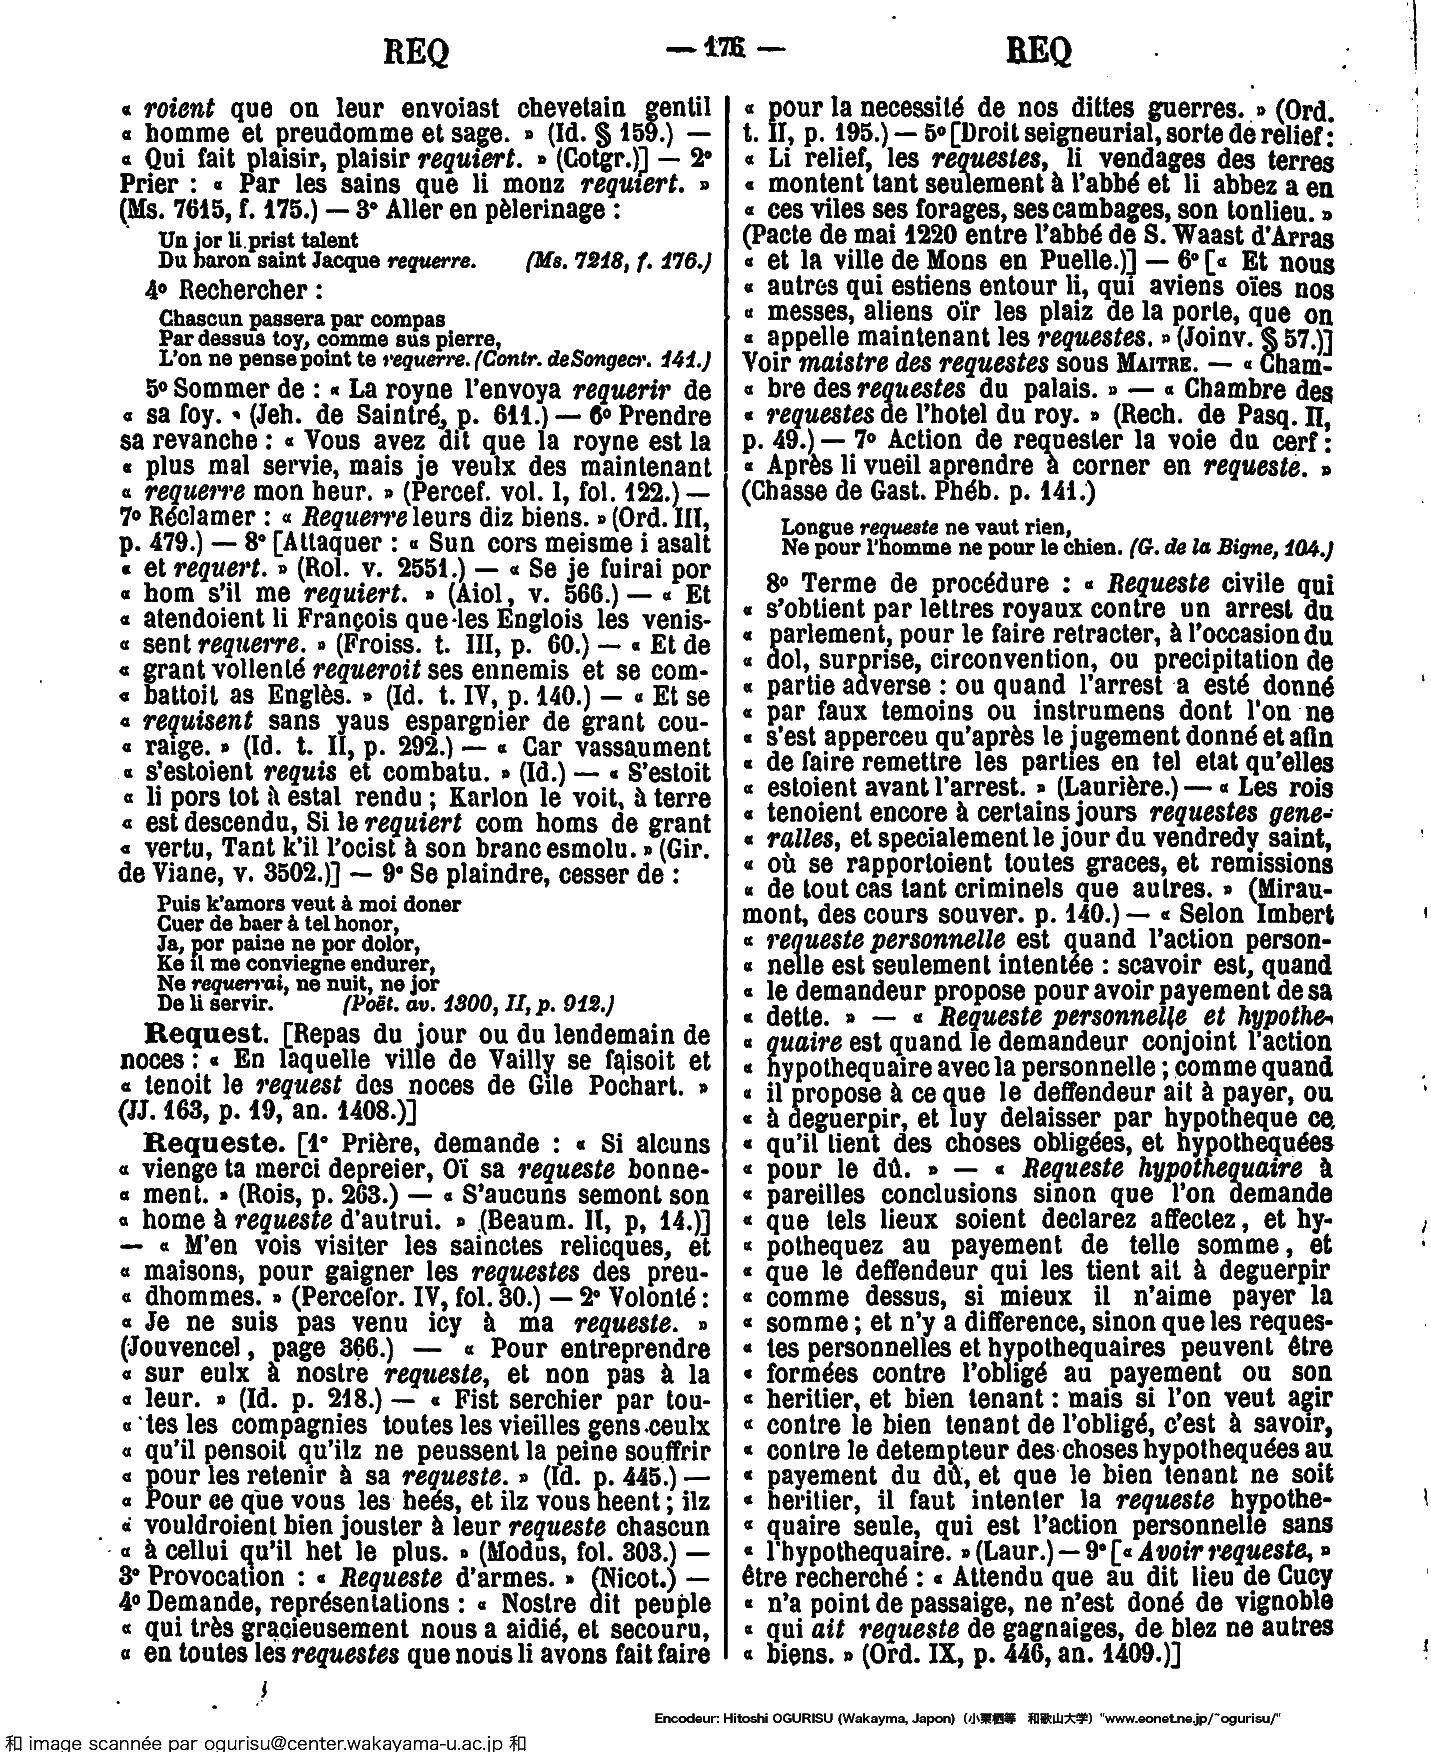 REQ — 176 — REQ
« roient que on leur envoiast chevetain gentil
« homme et preudomme et sage. » (Id. § 159.) —
« Qui fait plaisir, plaisir requiert. » (Cotgr.)] — 2°
Prier : « Par les sains que li monz requiert. »
(Ms. 7615, f. 175.) — 3° Aller en pèlerinage :
Un jor li prist talent
Du baron saint Jacque requerre. (Ms. 7218, f. 176.)
4° Rechercher :
Chascun passera par compas
Par dessus toy, comme sus pierre,
L'on ne pense point te requerre. (Contr. de Songecr. 141.)
5° Sommer de : « La royne l'envoya requerir de
« sa foy. » (Jeh. de Saintré, p. 611.) — 6° Prendre
sa revanche : « Vous avez dit que la royne est la
« plus mal servie, mais je veulx des maintenant
« requerre mon heur. » (Percef. vol. I, fol. 122.) —
7° Réclamer : « Requerre leurs diz biens. » (Ord. III,
p. 479.) — 8° [Attaquer : « Sun cors meisme i asalt
« et requert. » (Rol. v. 2551.) — « Se je fuirai por
« hom s'il me requiert. » (Aiol, v. 566.) — « Et
« atendoient li François que les Englois les venis-
« sent requerre. » (Froiss. t. III, p. 60.) — « Et de
« grant vollenté requeroit ses ennemis et se com-
« battoit as Englès. » (Id. t. IV, p. 140.) — « Et se
« requisent sans yaus espargnier de grant cou-
« raige. » (Id. t. II, p. 292.) — « Car vassaument
« s'estoient requis et combatu. » (Id.) — « S'estoit
« li pors tot à estal rendu ; Karlon le voit, à terre
« est descendu, Si le requiert com homs de grant
« vertu, Tant k'il l'ocist à son branc esmolu. » (Gir.
de Viane, v. 3502.)] — 9° Se plaindre, cesser de :
Puis k'amors veut à moi doner
Cuer de baer à tel honor,
Ja, por paine ne por dolor,
Ke il me conviegne endurer,
Ne requerrai, ne nuit, ne jor
De li servir. (Poët. av. 1300, II, p. 912.)
Request. [Repas du jour ou du lendemain de
noces : « En laquelle ville de Vailly se faisoit et
« tenoit le request des noces de Gile Pochart. »
(JJ. 163, p. 19, an. 1408.)]
Requeste. [1° Prière, demande : « Si alcuns
« vienge ta merci depreier, Oï sa requeste bonne-
« ment. » (Rois, p. 263.) — « S'aucuns semont son
« home à requeste d'autrui. » (Beaum. II, p, 14.)]
— « M'en vois visiter les sainctes relicques, et
« maisons, pour gaigner les requestes des preu-
« dhommes. » (Percefor. IV, fol. 30.) — 2° Volonté :
« Je ne suis pas venu icy à ma requeste. »
(Jouvencel, page 366.) — « Pour entreprendre
« sur eulx à nostre requeste, et non pas à la
« leur. » (Id. p. 218.) — « Fist serchier par tou-
« tes les compagnies toutes les vieilles gens ceulx
« qu'il pensoit qu'ilz ne peussent la peine souffrir
« pour les retenir à sa requeste. » (Id. p. 445.) —
« Pour ce que vous les heés, et ilz vous heent ; ilz
« vouldroient bien jouster à leur requeste chascun
« à cellui qu'il het le plus. » (Modus, fol. 303.) —
3° Provocation : « Requeste d'armes. » (Nicot.) —
4° Demande, représentations : « Nostre dit peuple
« qui très gracieusement nous a aidié, et secouru,
« en toutes les requestes que nous li avons fait faire
« pour la necessité de nos dittes guerres. » (Ord.
t. II, p. 195.) — 5° [Droit seigneurial, sorte de relief :
« Li relief, les requestes, li vendages des terres
« montent tant seulement à l'abbé et li abbez a en
« ces viles ses forages, ses cambages, son tonlieu. »
(Pacte de mai 1220 entre l'abbé de S. Waast d'Arras
« et la ville de Mons en Puelle.)] — 6° [« Et nous
« autres qui estiens entour li, qui aviens oïes nos
« messes, aliens oïr les plaiz de la porte, que on
« appelle maintenant les requestes. » (Joinv. § 57.)]
Voir maistre des requestes sous MAITRE. — « Cham-
« bre des requestes du palais. » — « Chambre des
« requestes de l'hotel du roy. » (Rech. de Pasq. II,
p. 49.) — 7° Action de requester la voie du cerf :
« Après li vueil aprendre à corner en requeste. »
(Chasse de Gast. Phéb. p. 141.)
Longue requeste ne vaut rien,
Ne pour l'homme ne pour le chien. (G. de la Bigne, 104.)
8° Terme de procédure : « Requeste civile qui
« s'obtient par lettres royaux contre un arrest du
« parlement, pour le faire retracter, à l'occasion du
« dol, surprise, circonvention, ou precipitation de
« partie adverse : ou quand l'arrest a esté donné
« par faux temoins ou instrumens dont l'on ne
« s'est apperceu qu'après le jugement donné et afin
« de faire remettre les parties en tel etat qu'elles
« estoient avant l'arrest. » (Laurière.) — « Les rois
« tenoient encore à certains jours requestes gene-
« ralles, et specialement le jour du vendredy saint,
« où se rapportoient toutes graces, et remissions
« de tout cas tant criminels que autres. » (Mirau-
mont, des cours souver. p. 140.) — « Selon Imbert
« requeste personnelle est quand l'action person-
« nelle est seulement intentée : scavoir est, quand
« le demandeur propose pour avoir payement de sa
« dette. » — « Requeste personnelle et hypothe-
« quaire est quand le demandeur conjoint l'action
« hypothequaire avec la personnelle ; comme quand
« il propose à ce que le deffendeur ait à payer, ou
« à deguerpir, et luy delaisser par hypotheque ce
« qu'il tient des choses obligées, et hypothequées
« pour le dû. » — « Requeste hypothequaire à
« pareilles conclusions sinon que l'on demande
« que tels lieux soient declarez affectez, et hy-
« pothequez au payement de telle somme, et
« que le deffendeur qui les tient ait à deguerpir
« comme dessus, si mieux il n'aime payer la
« somme ; et n'y a difference, sinon que les reques-
« tes personnelles et hypothequaires peuvent être
« formées contre l'obligé au payement ou son
« heritier, et bien tenant : mais si l'on veut agir
« contre le bien tenant de l'obligé, c'est à savoir,
« contre le detempteur des choses hypothequées au
« payement du dû, et que le bien tenant ne soit
« heritier, il faut intenter la requeste hypothe-
« quaire seule, qui est l'action personnelle sans
« l'hypothequaire. » (Laur.) — 9° [« Avoir requeste, »
être recherché : « Attendu que au dit lieu de Cucy
« n'a point de passaige, ne n'est doné de vignoble
« qui ait requeste de gagnaiges, de blez ne autres
« biens. » (Ord. IX, p. 446, an. 1409.)]
Encodeur: Hitoshi OGURISU (Wakayma, Japon) (小栗栖等 和歌山大学) "www.eonet.ne.jp/~ogurisu/"
和 image scannée par ogurisu@center.wakayama-u.ac.jp 和